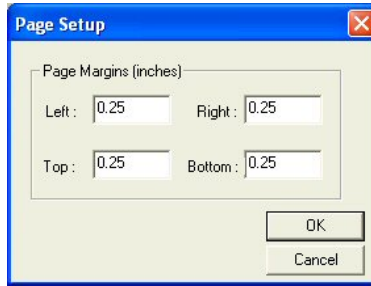 Page Setup
Page Margins (inches)
Left : 0.25 Right : 0.25
Top : 0.25 Bottom : 0.25
OK
Cancel